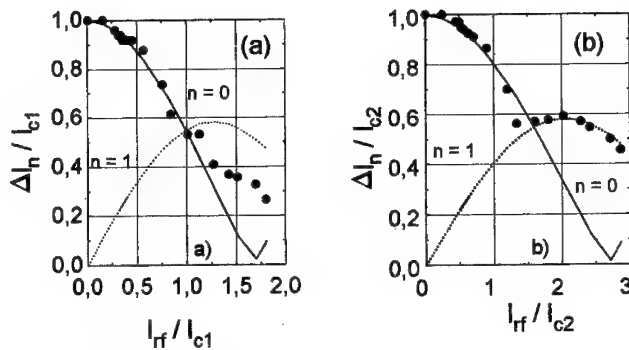 (a)
1,0
0,8
0,6
0,4
0,2
0,0
ΔI_n / I_c1
n = 0
n = 1
a)
0,0 0,5 1,0 1,5 2,0
I_rf / I_c1
(b)
1,0
0,8
0,6
0,4
0,2
0,0
ΔI_n / I_c2
n = 1
n = 0
b)
0 1 2 3
I_rf / I_c2